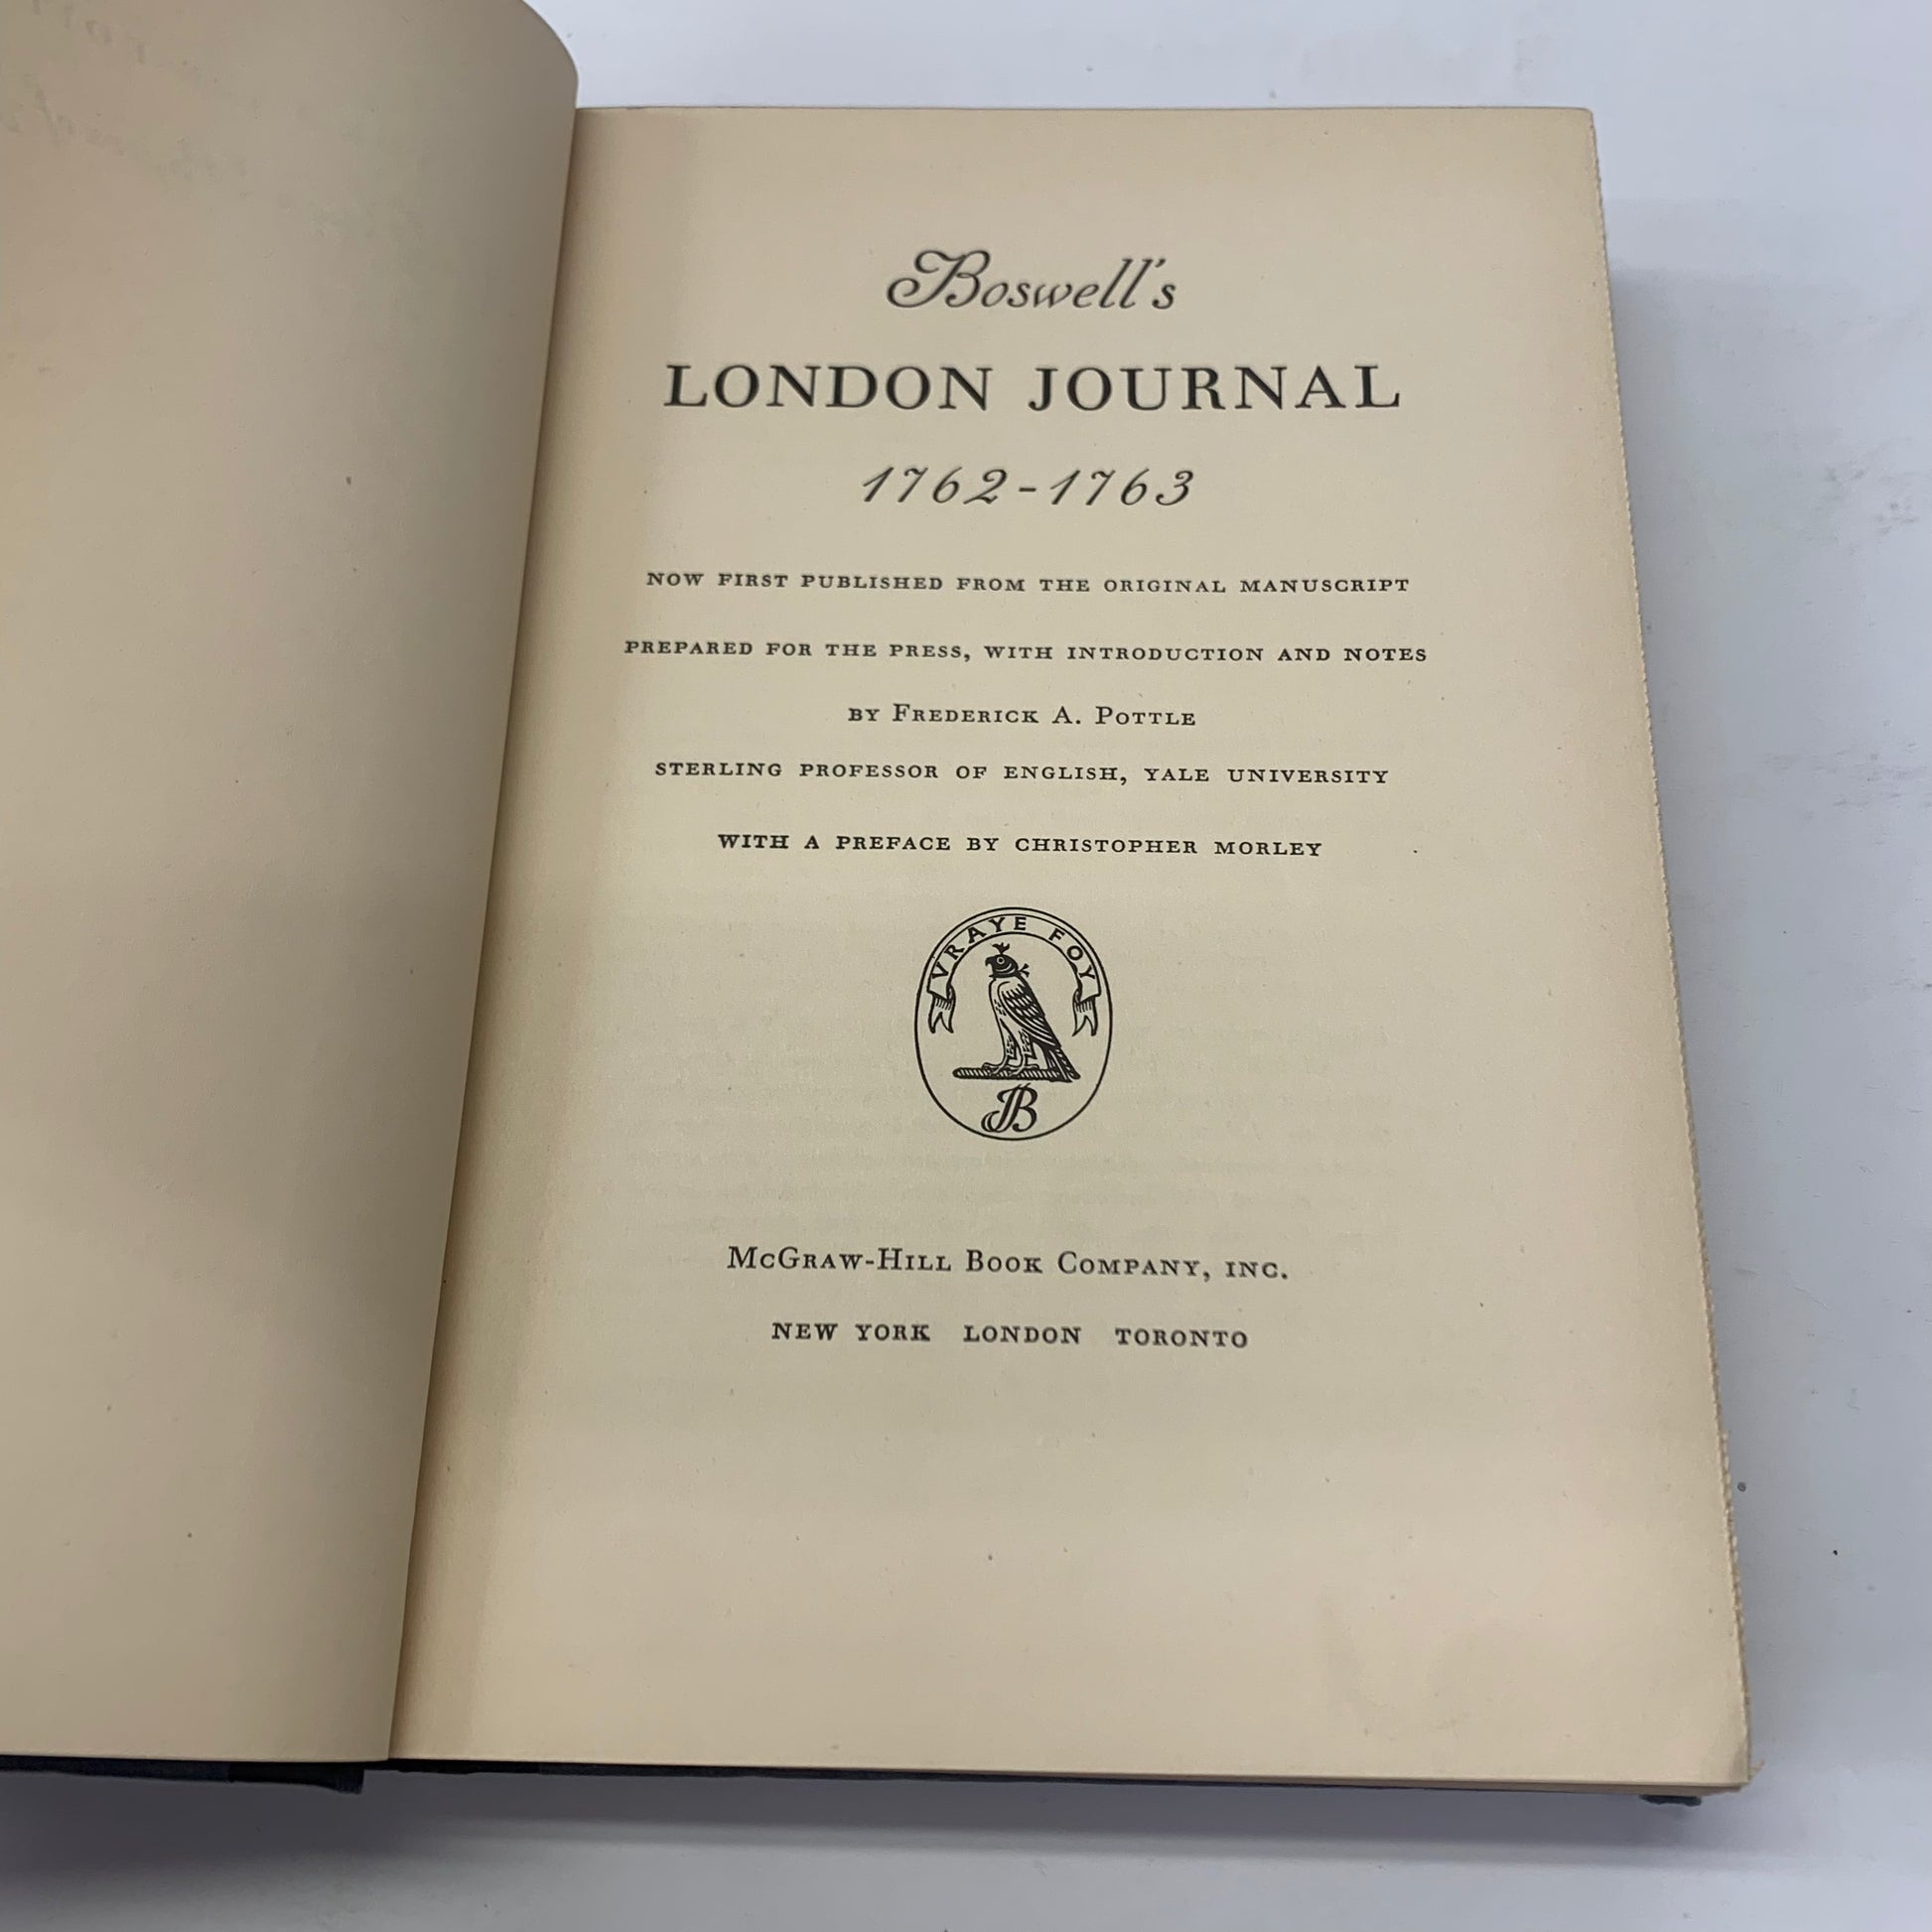 Boswell's
LONDON JOURNAL
1762-1763
NOW FIRST PUBLISHED FROM THE ORIGINAL MANUSCRIPT
PREPARED FOR THE PRESS, WITH INTRODUCTION AND NOTES
BY FREDERICK A. POTTLE
STERLING PROFESSOR OF ENGLISH, YALE UNIVERSITY
WITH A PREFACE BY CHRISTOPHER MORLEY
VRAYE FOY
JB
McGRAW-HILL BOOK COMPANY, INC.
NEW YORK LONDON TORONTO